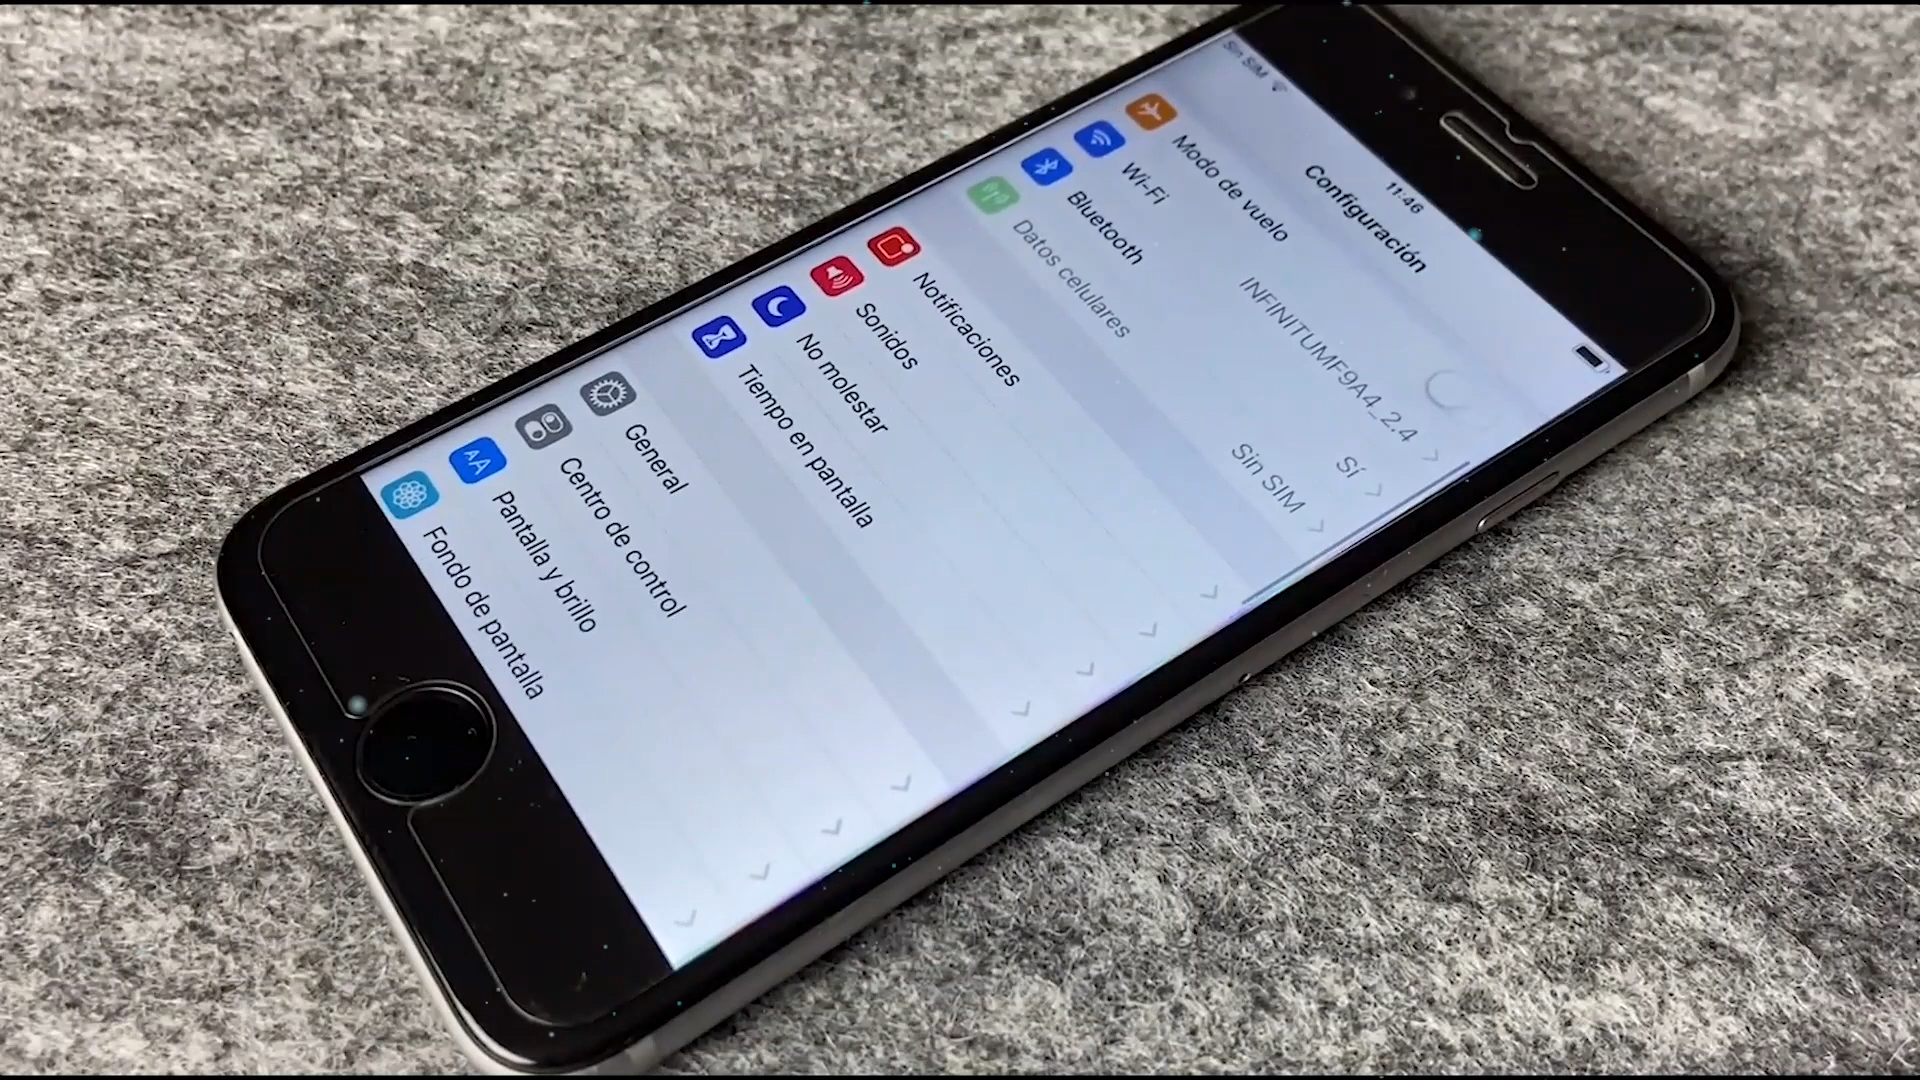 Sin SIM
11:46
Configuración
Modo de vuelo
Wi-Fi INFINITUMF9A4_2.4
Bluetooth Sí
Datos celulares Sin SIM
Notificaciones
Sonidos
No molestar
Tiempo en pantalla
General
Centro de control
AA Pantalla y brillo
Fondo de pantalla